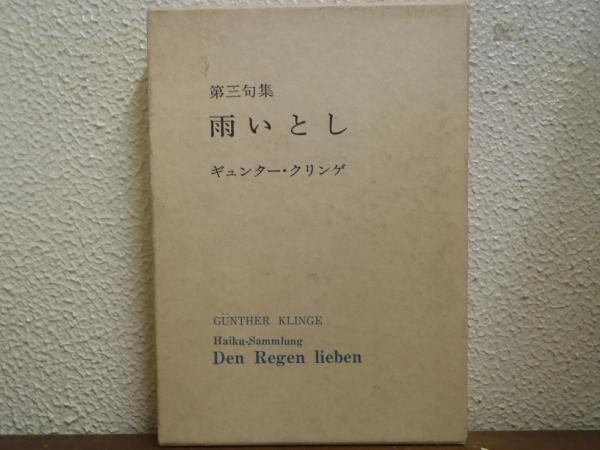 第三句集
雨いとし
ギュンター・クリンゲ
GÜNTHER KLINGE
Haiku-Sammlung
Den Regen lieben